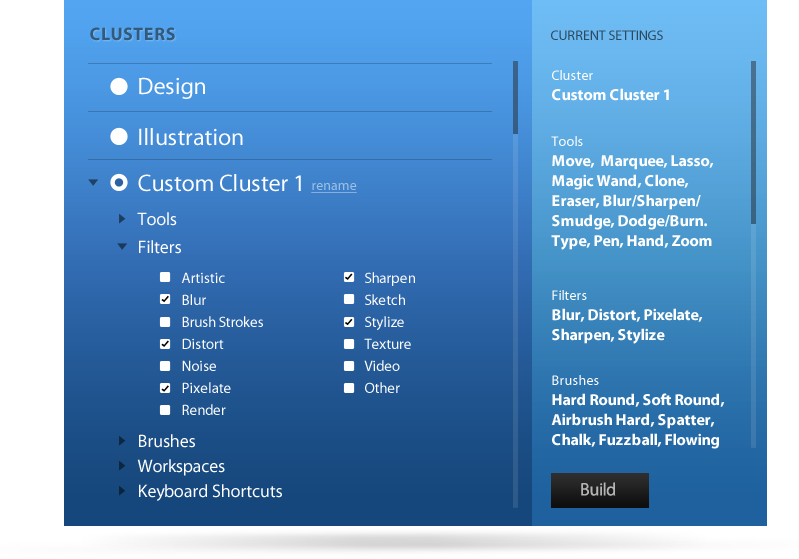 CLUSTERS
Design
Illustration
Custom Cluster 1 rename
Tools
Filters
Artistic
Blur
Brush Strokes
Distort
Noise
Pixelate
Render
Sharpen
Sketch
Stylize
Texture
Video
Other
Brushes
Workspaces
Keyboard Shortcuts
CURRENT SETTINGS
Cluster
Custom Cluster 1
Tools
Move, Marquee, Lasso,
Magic Wand, Clone,
Eraser, Blur/Sharpen/
Smudge, Dodge/Burn.
Type, Pen, Hand, Zoom
Filters
Blur, Distort, Pixelate,
Sharpen, Stylize
Brushes
Hard Round, Soft Round,
Airbrush Hard, Spatter,
Chalk, Fuzzball, Flowing
Build